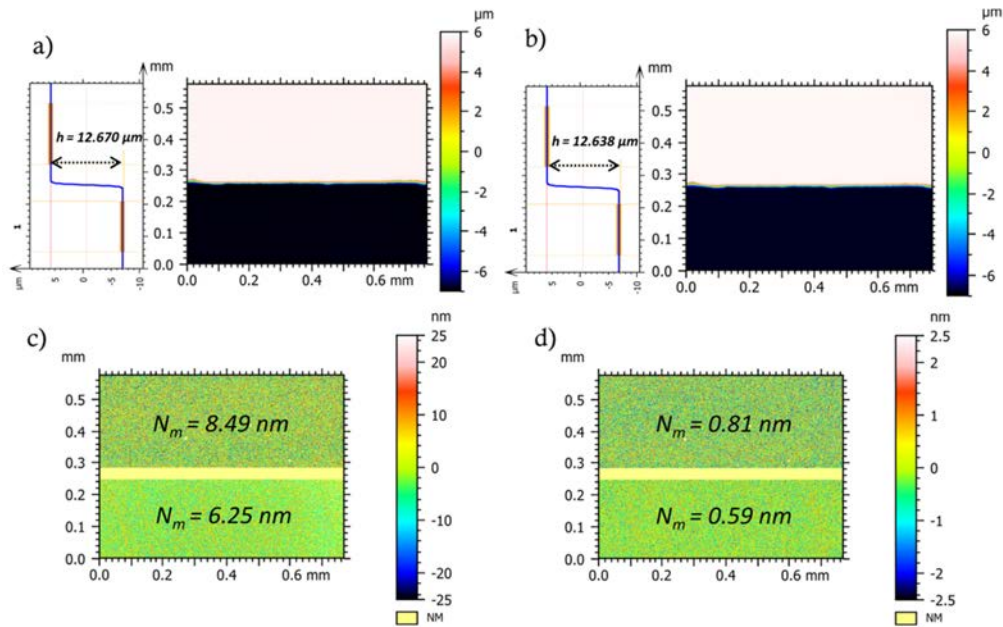 a)
mm
0.5
0.4
0.3
0.2
0.1
0.0
h = 12.670 µm
1
µm
5
0
-5
-10
0.0
0.2
0.4
0.6 mm
µm
6
4
2
0
-2
-4
-6
b)
mm
0.5
0.4
0.3
0.2
0.1
0.0
h = 12.638 µm
1
µm
5
0
-5
-10
0.0
0.2
0.4
0.6 mm
µm
6
4
2
0
-2
-4
-6
c)
mm
0.5
0.4
0.3
0.2
0.1
0.0
Nm = 8.49 nm
Nm = 6.25 nm
0.0
0.2
0.4
0.6 mm
nm
25
20
10
0
-10
-20
-25
NM
d)
mm
0.5
0.4
0.3
0.2
0.1
0.0
Nm = 0.81 nm
Nm = 0.59 nm
0.0
0.2
0.4
0.6 mm
nm
2.5
2
1
0
-1
-2
-2.5
NM